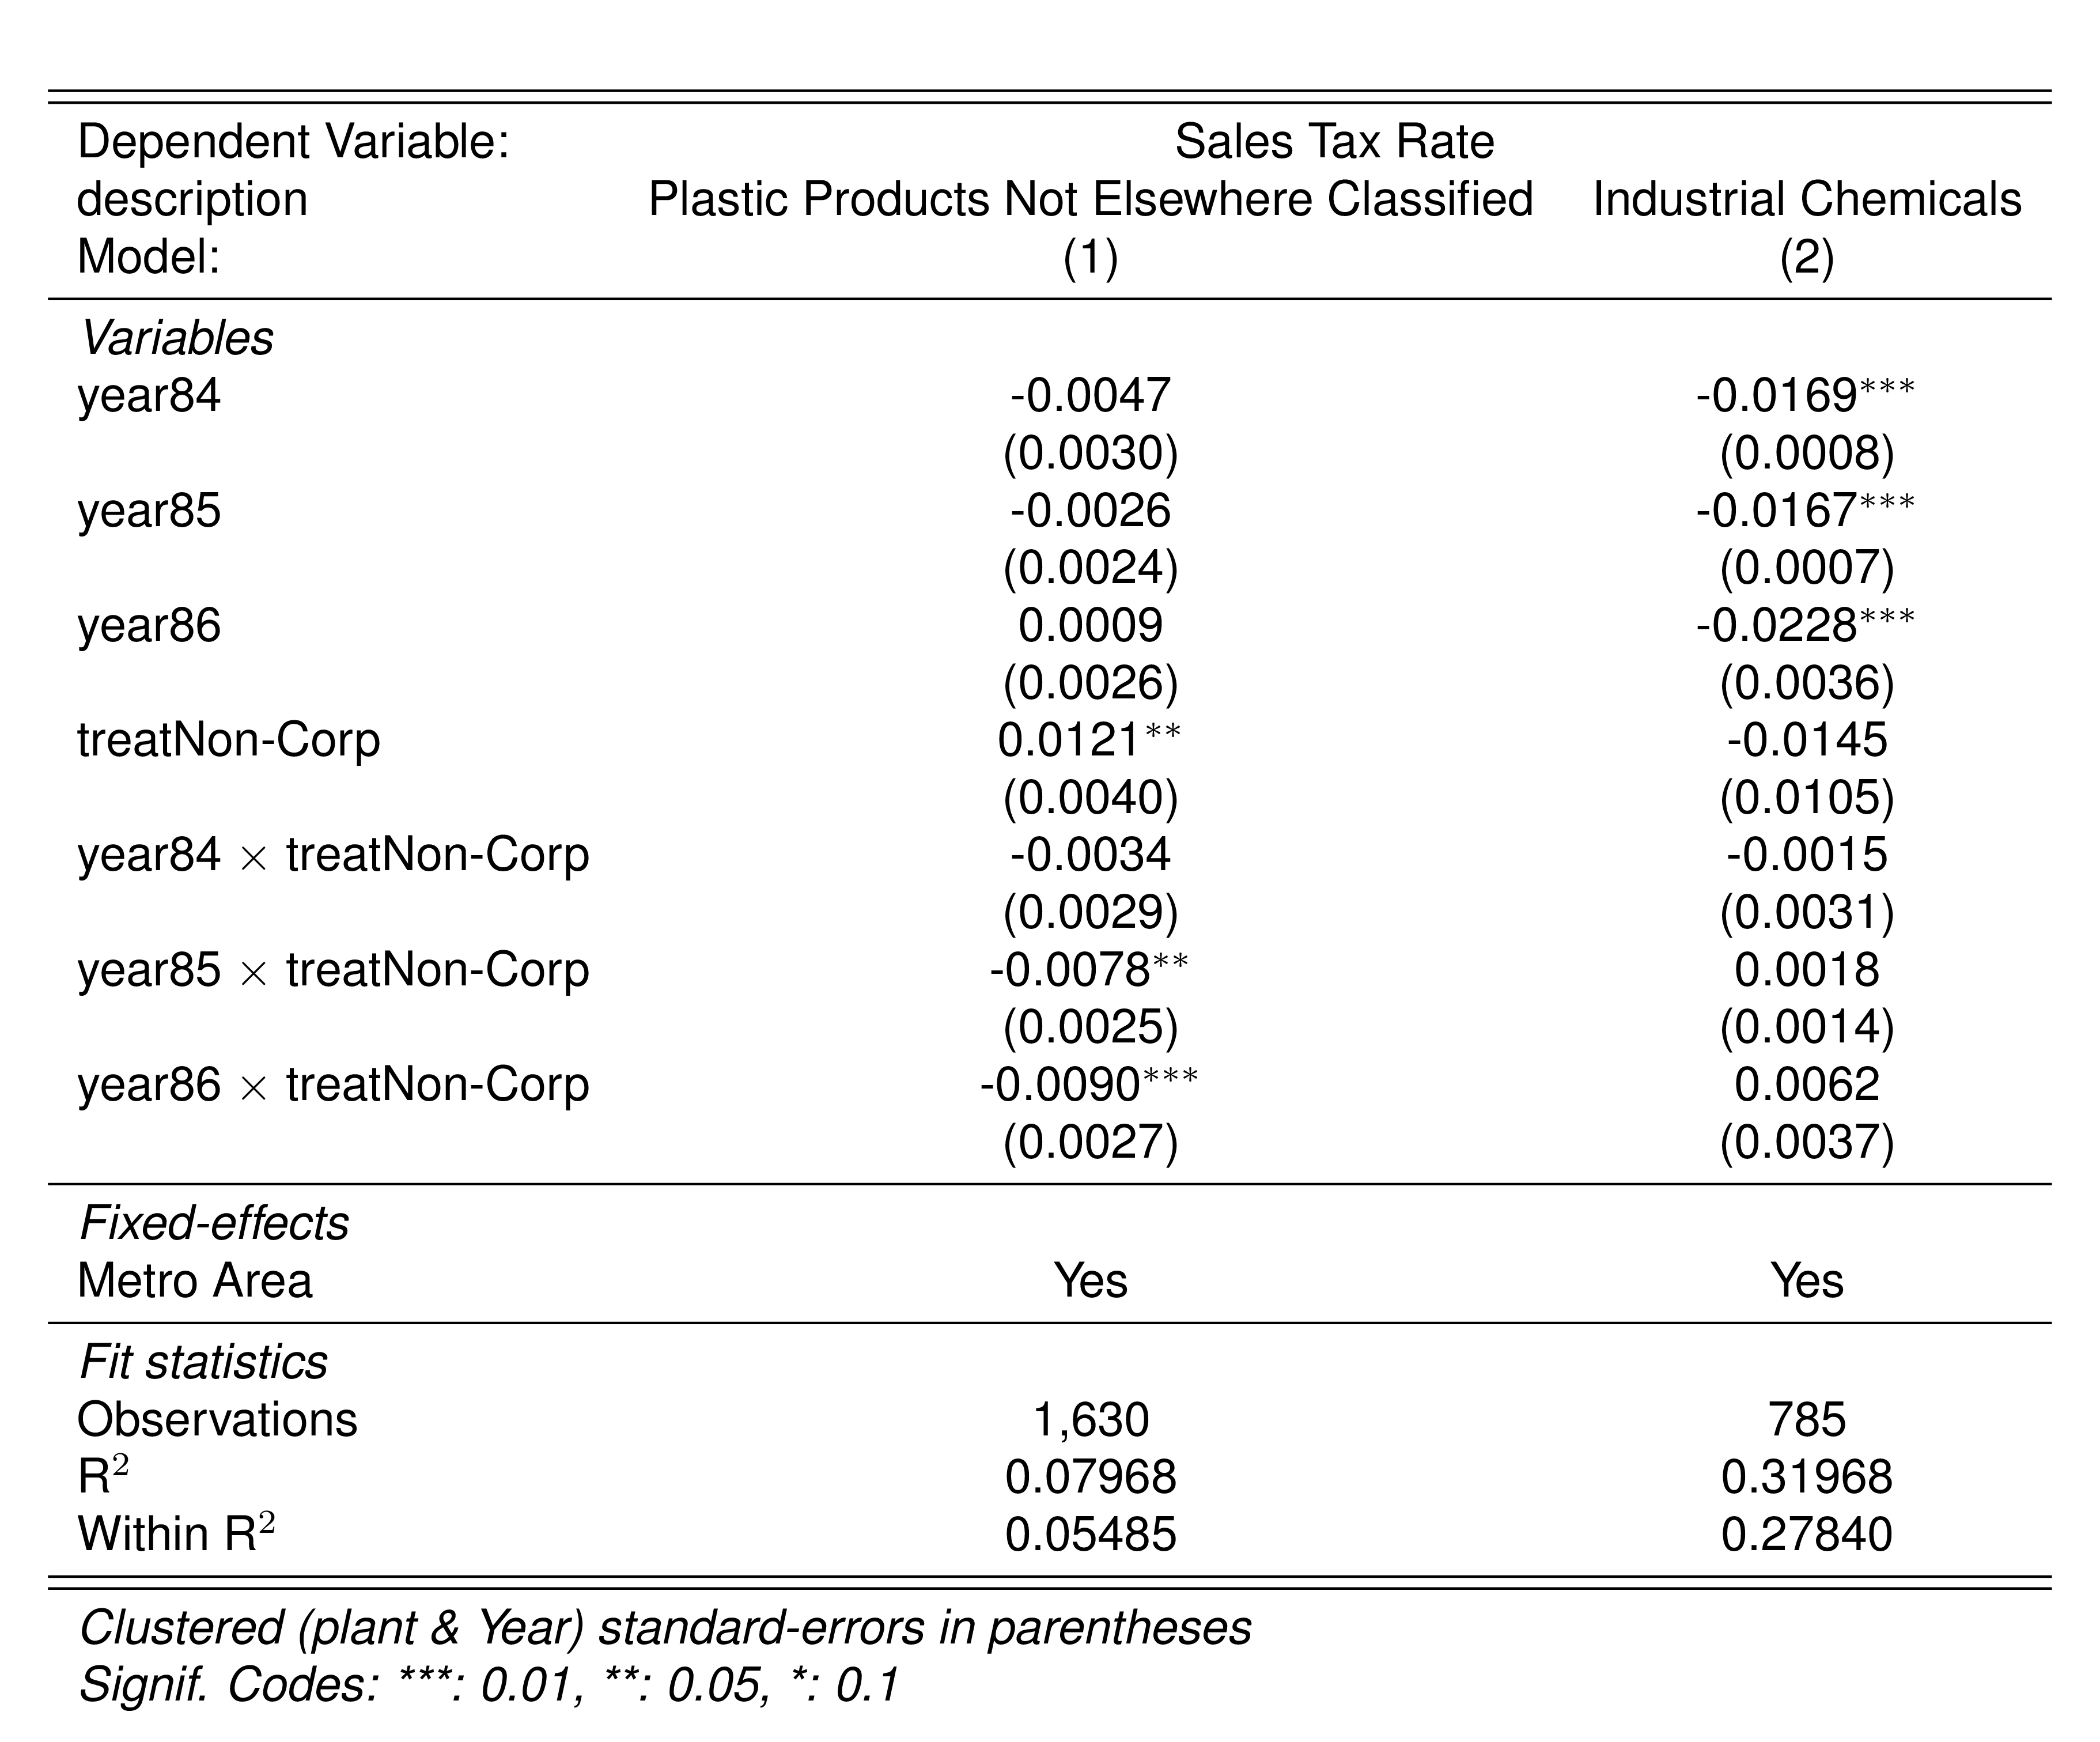 Dependent Variable: Sales Tax Rate
description Plastic Products Not Elsewhere Classified Industrial Chemicals
Model: (1) (2)
Variables
year84 -0.0047 -0.0169***
(0.0030) (0.0008)
year85 -0.0026 -0.0167***
(0.0024) (0.0007)
year86 0.0009 -0.0228***
(0.0026) (0.0036)
treatNon-Corp 0.0121** -0.0145
(0.0040) (0.0105)
year84 × treatNon-Corp -0.0034 -0.0015
(0.0029) (0.0031)
year85 × treatNon-Corp -0.0078** 0.0018
(0.0025) (0.0014)
year86 × treatNon-Corp -0.0090*** 0.0062
(0.0027) (0.0037)
Fixed-effects
Metro Area Yes Yes
Fit statistics
Observations 1,630 785
R² 0.07968 0.31968
Within R² 0.05485 0.27840
Clustered (plant & Year) standard-errors in parentheses
Signif. Codes: ***: 0.01, **: 0.05, *: 0.1